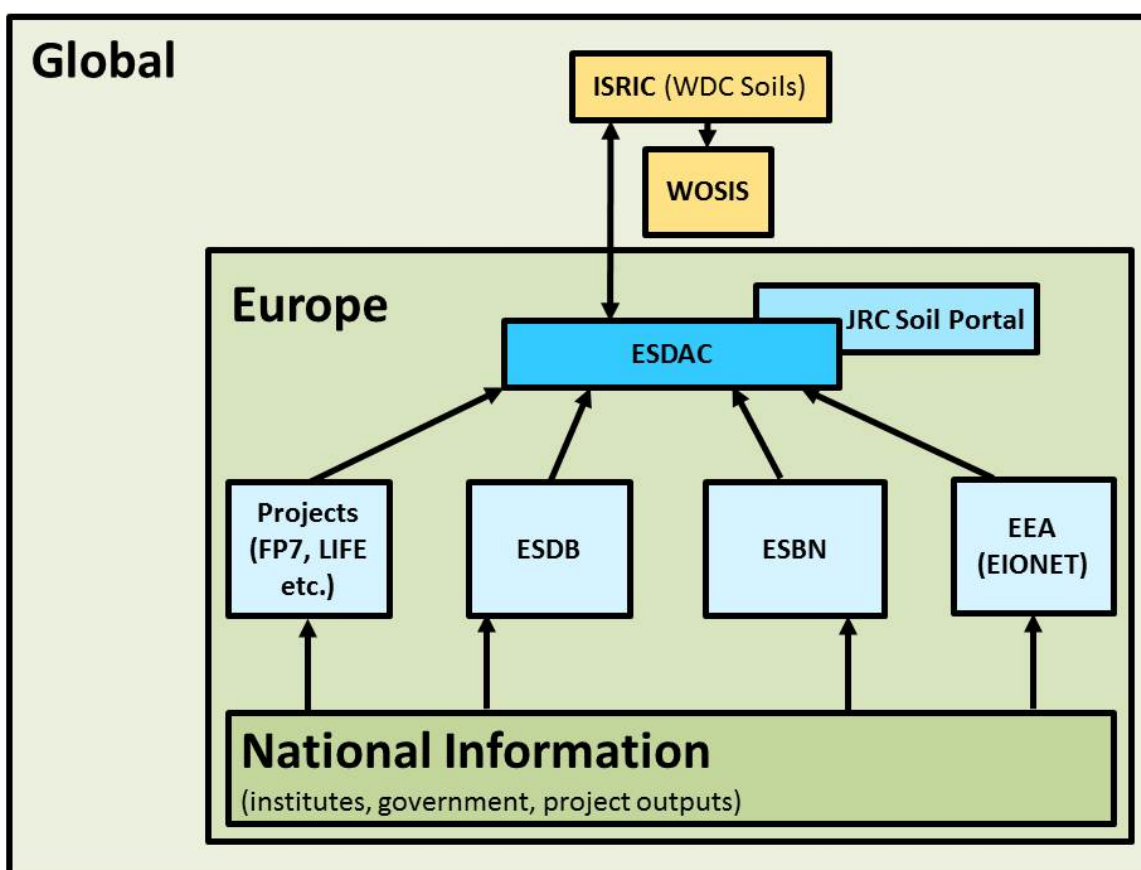 Global
ISRIC (WDC Soils)
WOSIS
Europe
JRC Soil Portal
ESDAC
Projects
(FP7, LIFE
etc.)
ESDB
ESBN
EEA
(EIONET)
National Information
(institutes, government, project outputs)